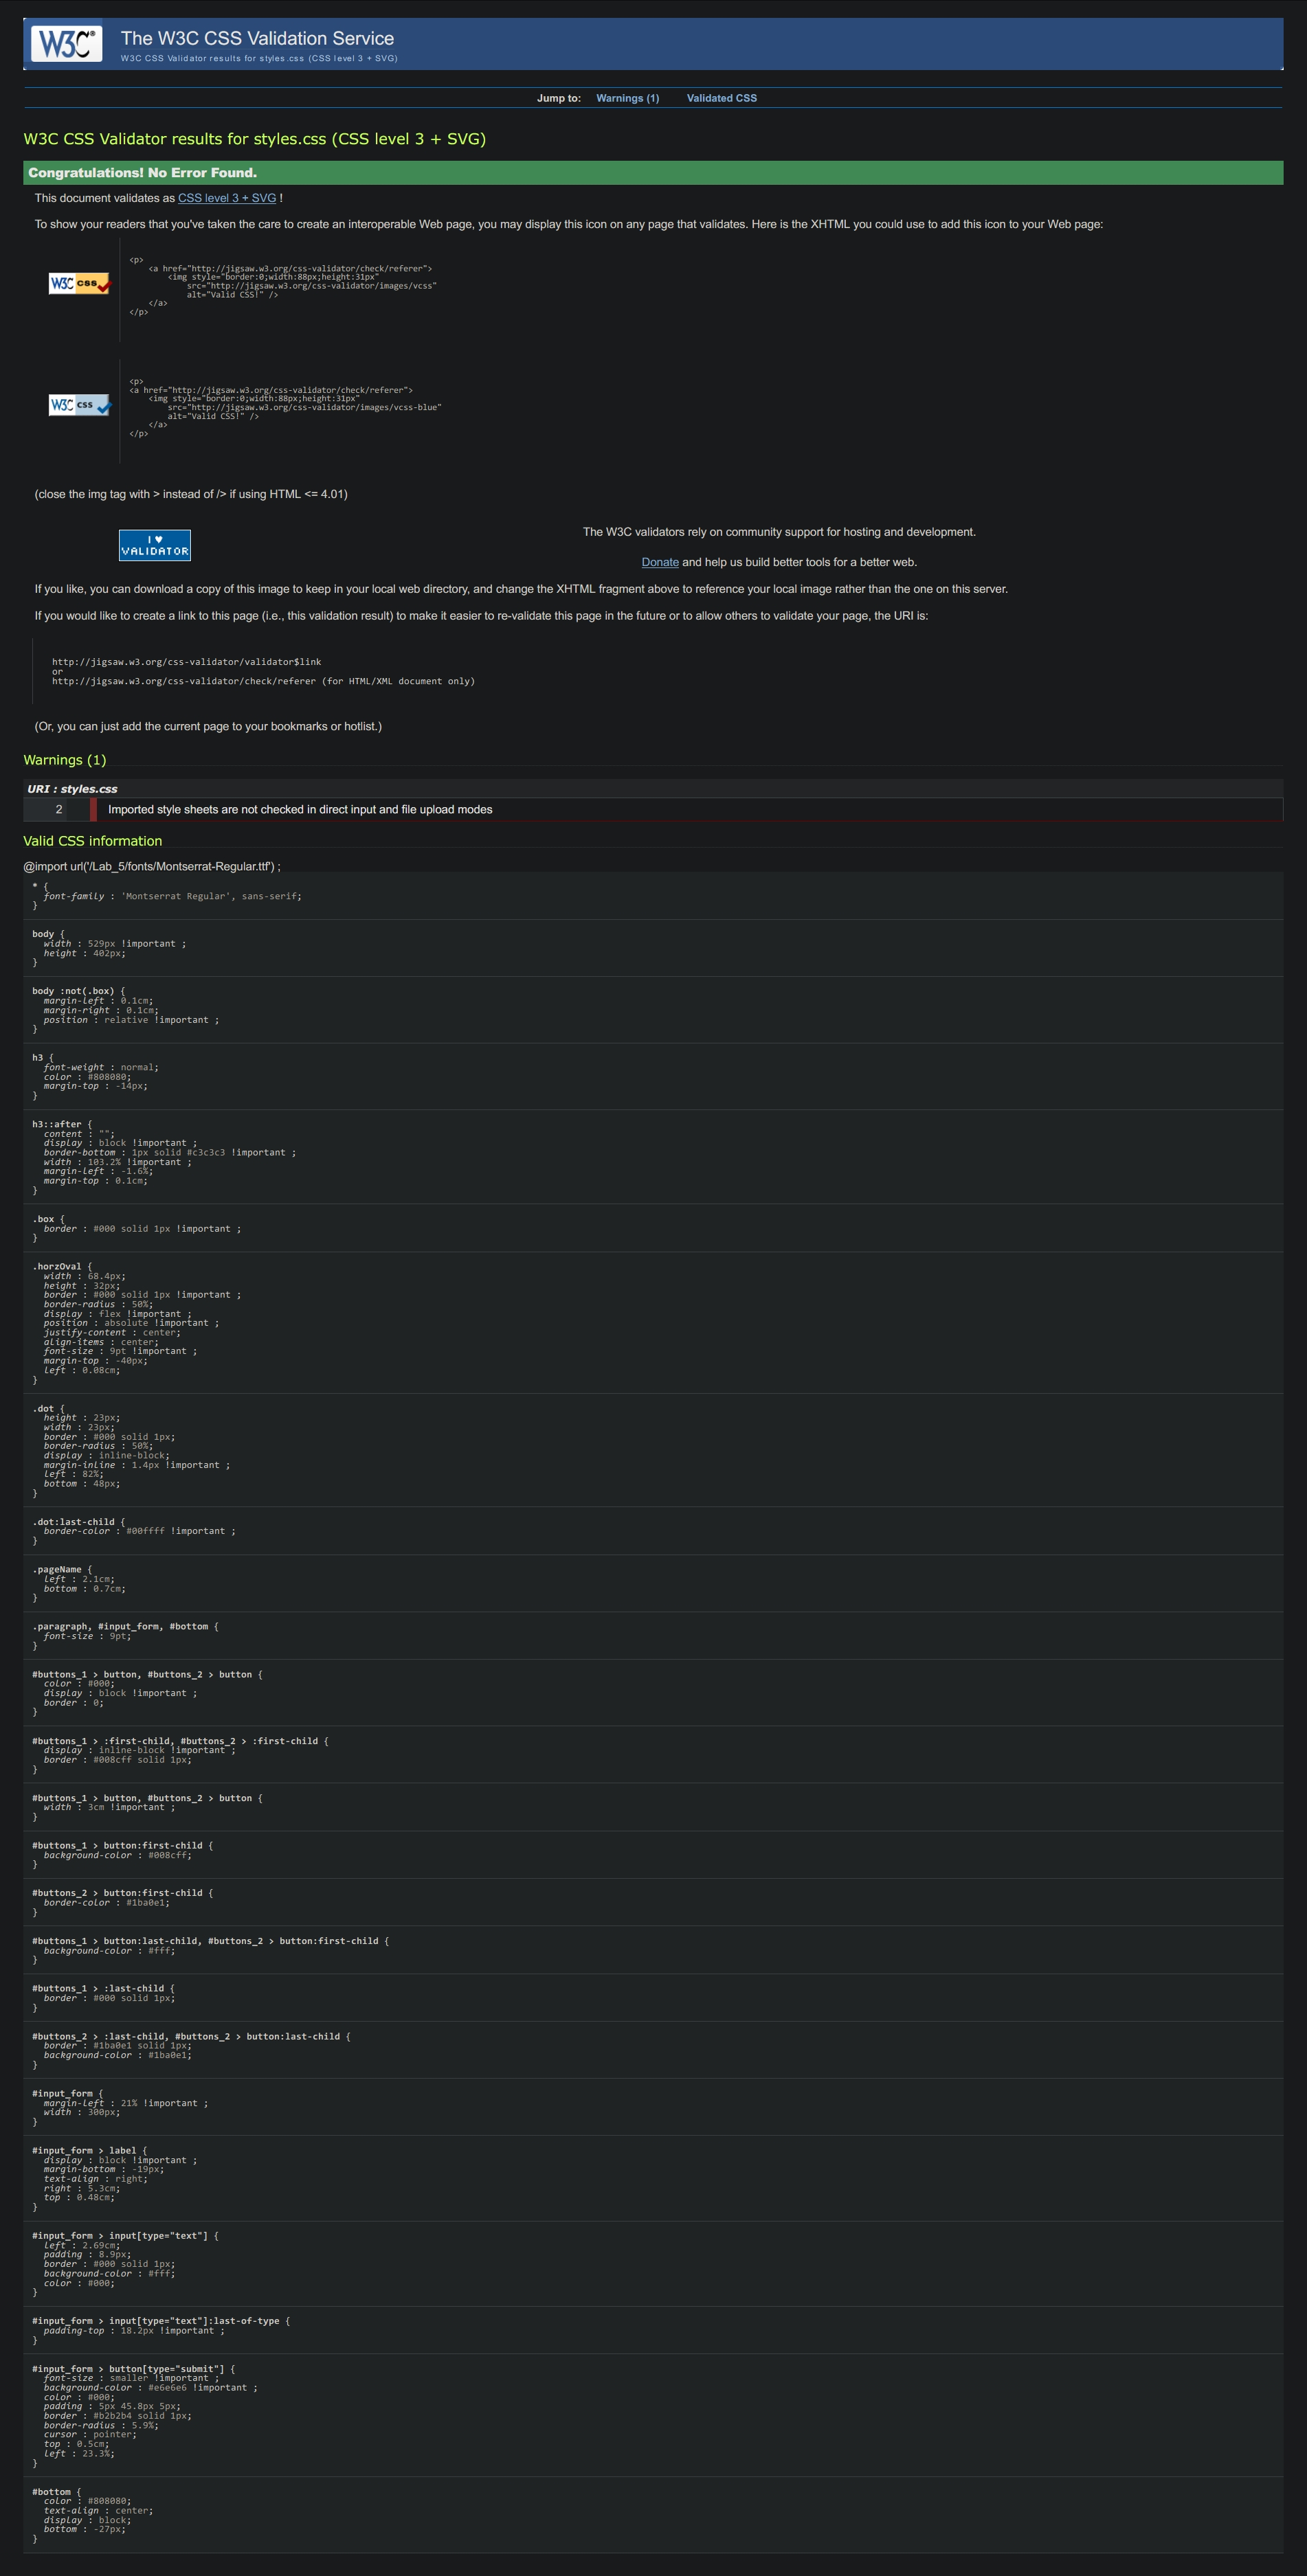 W3C®
The W3C CSS Validation Service
W3C CSS Validator results for styles.css (CSS level 3 + SVG)
Jump to: Warnings (1) Validated CSS
W3C CSS Validator results for styles.css (CSS level 3 + SVG)
Congratulations! No Error Found.
This document validates as CSS level 3 + SVG !
To show your readers that you've taken the care to create an interoperable Web page, you may display this icon on any page that validates. Here is the XHTML you could use to add this icon to your Web page:
W3C css
<p>
<a href="http://jigsaw.w3.org/css-validator/check/referer">
<img style="border:0;width:88px;height:31px"
src="http://jigsaw.w3.org/css-validator/images/vcss"
alt="Valid CSS!" />
</a>
</p>
W3C css
<p>
<a href="http://jigsaw.w3.org/css-validator/check/referer">
<img style="border:0;width:88px;height:31px"
src="http://jigsaw.w3.org/css-validator/images/vcss-blue"
alt="Valid CSS!" />
</a>
</p>
(close the img tag with > instead of /> if using HTML <= 4.01)
I ♥
VALIDATOR
The W3C validators rely on community support for hosting and development.
Donate and help us build better tools for a better web.
If you like, you can download a copy of this image to keep in your local web directory, and change the XHTML fragment above to reference your local image rather than the one on this server.
If you would like to create a link to this page (i.e., this validation result) to make it easier to re-validate this page in the future or to allow others to validate your page, the URI is:
http://jigsaw.w3.org/css-validator/validator$link
or
http://jigsaw.w3.org/css-validator/check/referer (for HTML/XML document only)
(Or, you can just add the current page to your bookmarks or hotlist.)
Warnings (1)
URI : styles.css
2 Imported style sheets are not checked in direct input and file upload modes
Valid CSS information
@import url('/Lab_5/fonts/Montserrat-Regular.ttf') ;
* {
font-family : 'Montserrat Regular', sans-serif;
}
body {
width : 529px !important ;
height : 402px;
}
body :not(.box) {
margin-left : 0.1cm;
margin-right : 0.1cm;
position : relative !important ;
}
h3 {
font-weight : normal;
color : #808080;
margin-top : -14px;
}
h3::after {
content : "";
display : block !important ;
border-bottom : 1px solid #c3c3c3 !important ;
width : 103.2% !important ;
margin-left : -1.6%;
margin-top : 0.1cm;
}
.box {
border : #000 solid 1px !important ;
}
.horzOval {
width : 68.4px;
height : 32px;
border : #000 solid 1px !important ;
border-radius : 50%;
display : flex !important ;
position : absolute !important ;
justify-content : center;
align-items : center;
font-size : 9pt !important ;
margin-top : -40px;
left : 0.08cm;
}
.dot {
height : 23px;
width : 23px;
border : #000 solid 1px;
border-radius : 50%;
display : inline-block;
margin-inline : 1.4px !important ;
left : 82%;
bottom : 48px;
}
.dot:last-child {
border-color : #00ffff !important ;
}
.pageName {
left : 2.1cm;
bottom : 0.7cm;
}
.paragraph, #input_form, #bottom {
font-size : 9pt;
}
#buttons_1 > button, #buttons_2 > button {
color : #000;
display : block !important ;
border : 0;
}
#buttons_1 > :first-child, #buttons_2 > :first-child {
display : inline-block !important ;
border : #008cff solid 1px;
}
#buttons_1 > button, #buttons_2 > button {
width : 3cm !important ;
}
#buttons_1 > button:first-child {
background-color : #008cff;
}
#buttons_2 > button:first-child {
border-color : #1ba0e1;
}
#buttons_1 > button:last-child, #buttons_2 > button:first-child {
background-color : #fff;
}
#buttons_1 > :last-child {
border : #000 solid 1px;
}
#buttons_2 > :last-child, #buttons_2 > button:last-child {
border : #1ba0e1 solid 1px;
background-color : #1ba0e1;
}
#input_form {
margin-left : 21% !important ;
width : 300px;
}
#input_form > label {
display : block !important ;
margin-bottom : -19px;
text-align : right;
right : 5.3cm;
top : 0.48cm;
}
#input_form > input[type="text"] {
left : 2.69cm;
padding : 8.9px;
border : #000 solid 1px;
background-color : #fff;
color : #000;
}
#input_form > input[type="text"]:last-of-type {
padding-top : 18.2px !important ;
}
#input_form > button[type="submit"] {
font-size : smaller !important ;
background-color : #e6e6e6 !important ;
color : #000;
padding : 5px 45.8px 5px;
border : #b2b2b4 solid 1px;
border-radius : 5.9%;
cursor : pointer;
top : 0.5cm;
left : 23.3%;
}
#bottom {
color : #808080;
text-align : center;
display : block;
bottom : -27px;
}